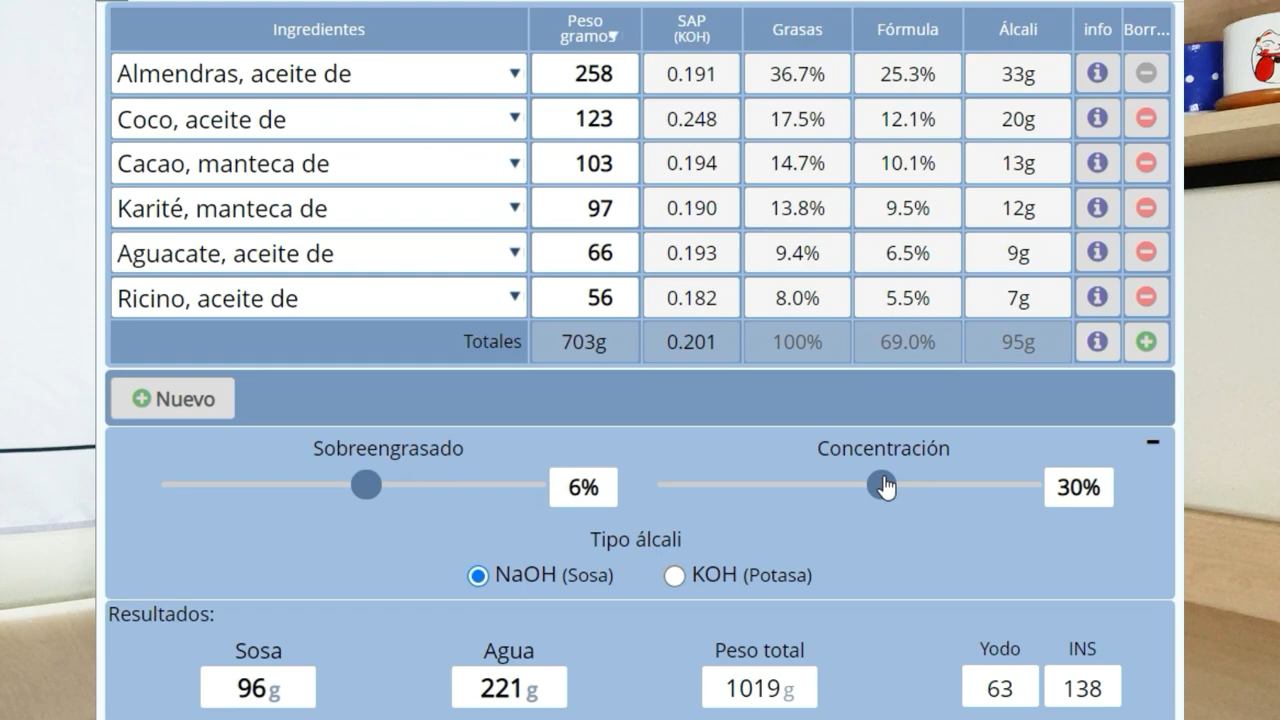 Ingredientes Peso gramos SAP (KOH) Grasas Fórmula Álcali info Borr...
Almendras, aceite de 258 0.191 36.7% 25.3% 33g
Coco, aceite de 123 0.248 17.5% 12.1% 20g
Cacao, manteca de 103 0.194 14.7% 10.1% 13g
Karité, manteca de 97 0.190 13.8% 9.5% 12g
Aguacate, aceite de 66 0.193 9.4% 6.5% 9g
Ricino, aceite de 56 0.182 8.0% 5.5% 7g
Totales 703g 0.201 100% 69.0% 95g
Nuevo
Sobreengrasado Concentración
6% 30%
Tipo álcali
NaOH (Sosa) KOH (Potasa)
Resultados:
Sosa Agua Peso total Yodo INS
96g 221g 1019g 63 138